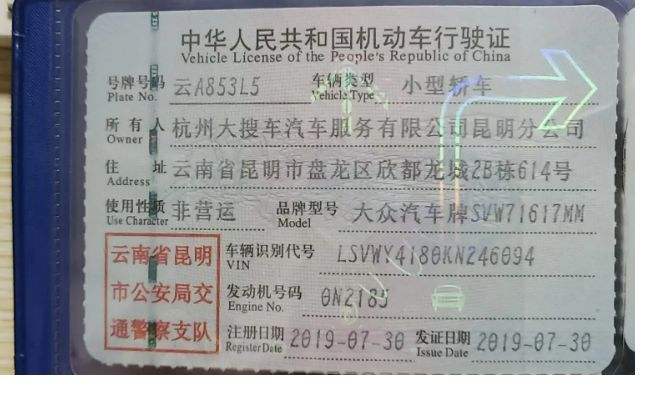 中华人民共和国机动车行驶证
Vehicle License of the People's Republic of China
号牌号码 云A853L5 车辆类型 小型轿车
Plate No. Vehicle Type
所有人 杭州大搜车汽车服务有限公司昆明分公司
Owner
住址 云南省昆明市盘龙区欣都龙城2B栋614号
Address
使用性质 非营运 品牌型号 大众汽车牌SVW71617MM
Use Character Model
云南省昆明
市公安局交
通警察支队
车辆识别代号 LSVWY4180KN246094
VIN
发动机号码 0N2185
Engine No.
注册日期 2019-07-30 发证日期 2019-07-30
Register Date Issue Date